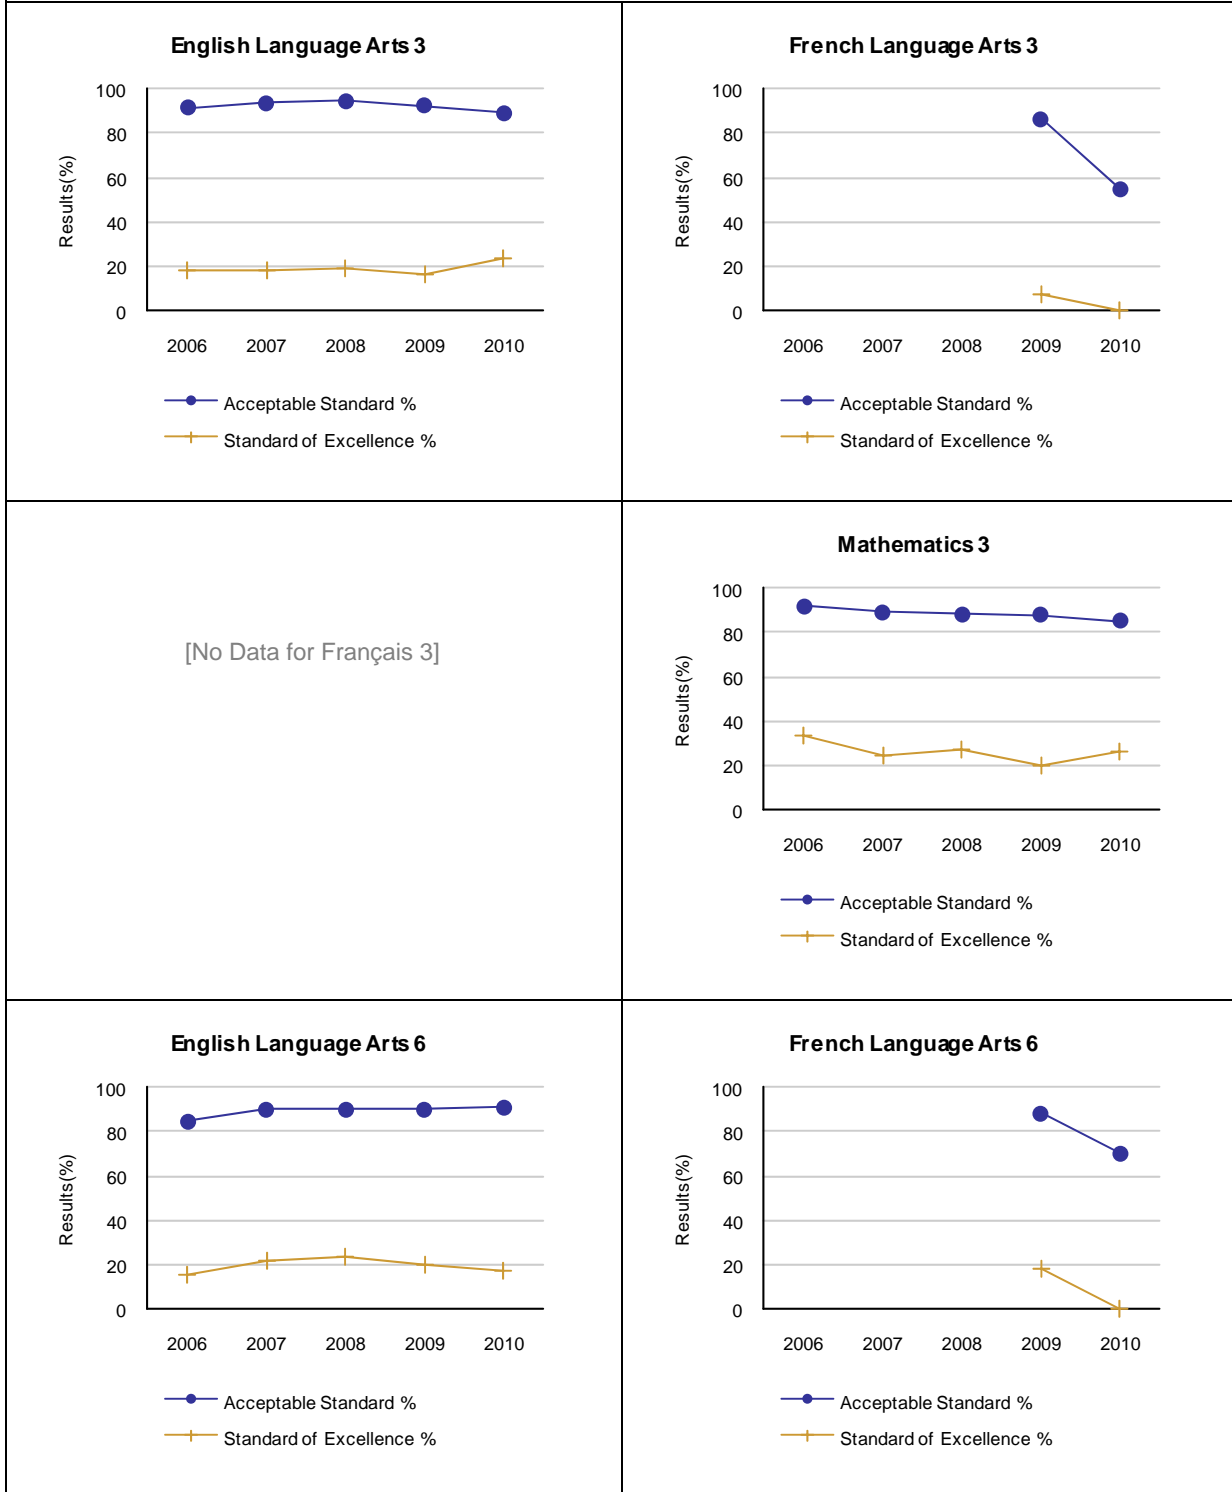 English Language Arts 3
100
80
60
40
20
0
Results(%)
2006 2007 2008 2009 2010
Acceptable Standard %
Standard of Excellence %
French Language Arts 3
100
80
60
40
20
0
Results(%)
2006 2007 2008 2009 2010
Acceptable Standard %
Standard of Excellence %
[No Data for Français 3]
Mathematics 3
100
80
60
40
20
0
Results(%)
2006 2007 2008 2009 2010
Acceptable Standard %
Standard of Excellence %
English Language Arts 6
100
80
60
40
20
0
Results(%)
2006 2007 2008 2009 2010
Acceptable Standard %
Standard of Excellence %
French Language Arts 6
100
80
60
40
20
0
Results(%)
2006 2007 2008 2009 2010
Acceptable Standard %
Standard of Excellence %